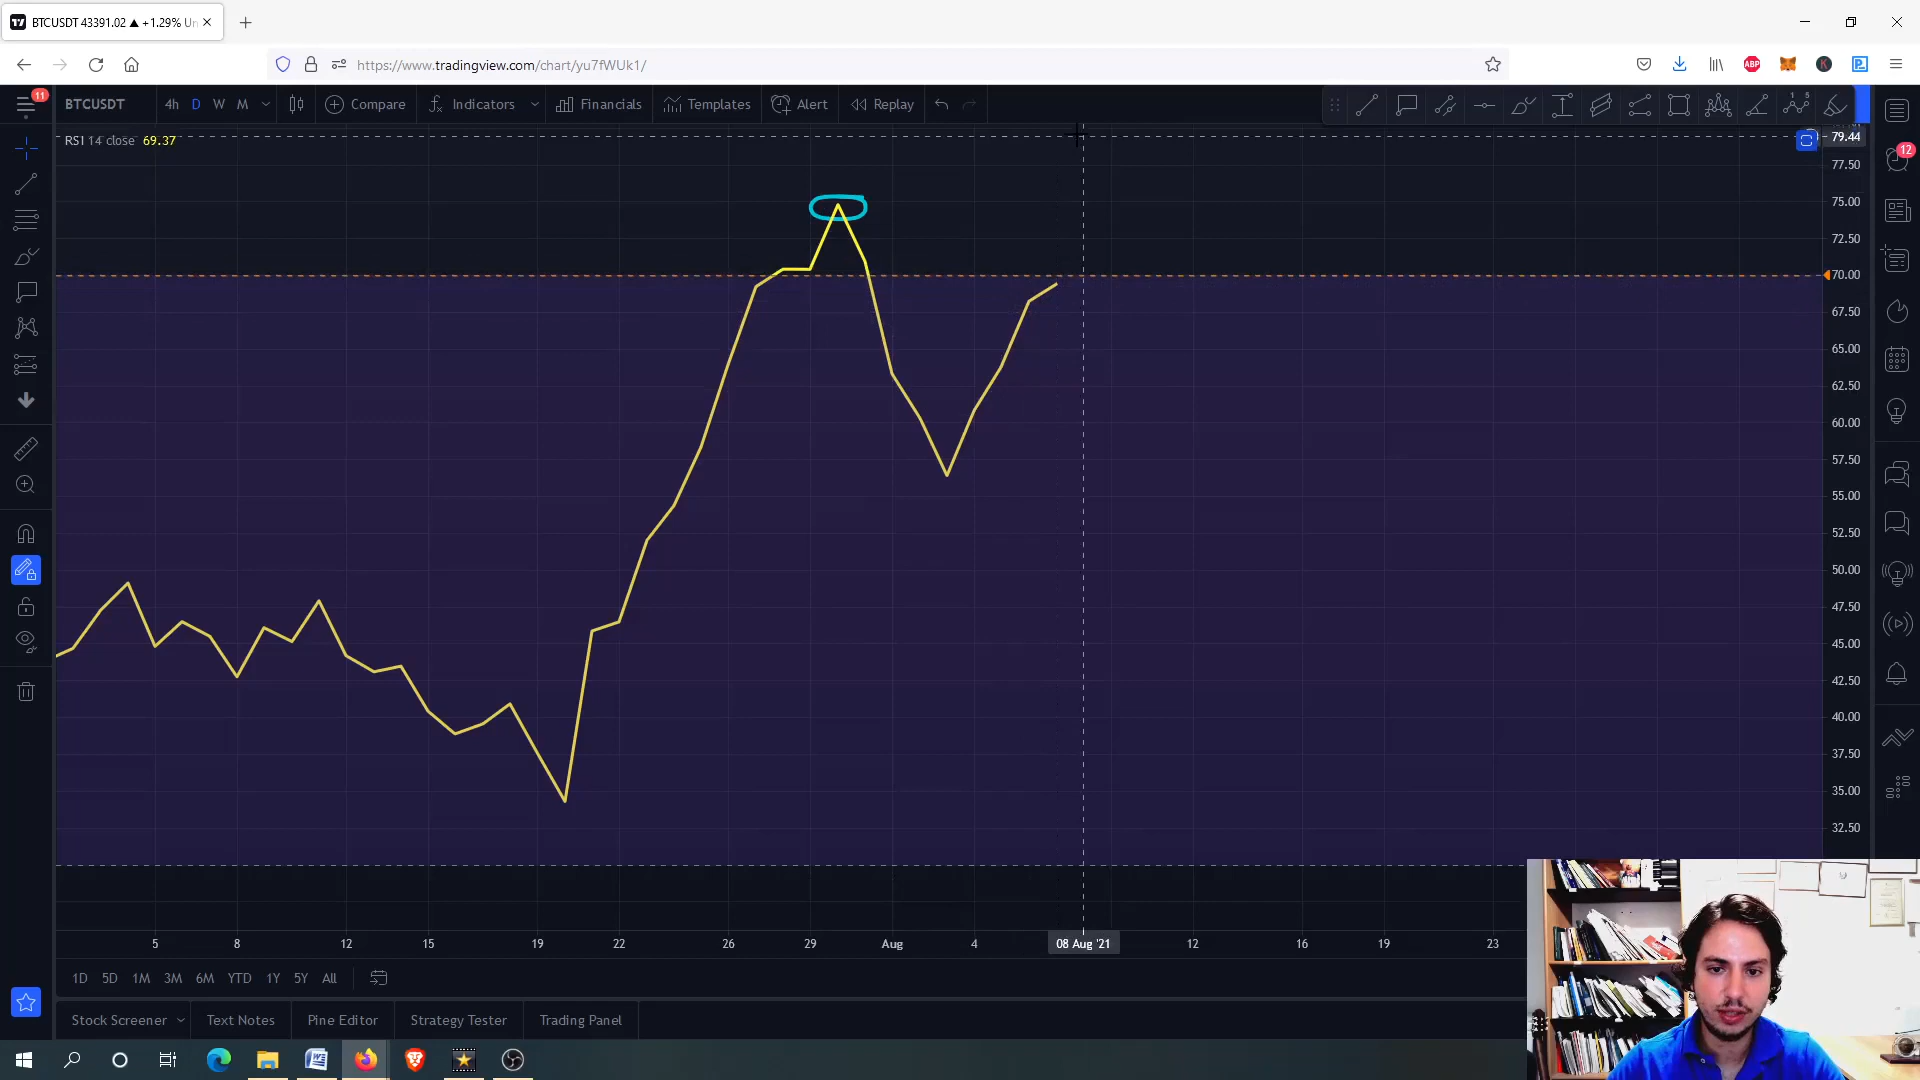 BTCUSDT 43391.02 ▲ +1.29% Un
https://www.tradingview.com/chart/yu7fWUk1/
ABP
K
11
BTCUSDT
4h D W M
Compare
Indicators
Financials
Templates
Alert
Replay
12
RSI 14 close 69.37
79.44
77.50
75.00
72.50
70.00
67.50
65.00
62.50
60.00
57.50
55.00
52.50
50.00
47.50
45.00
42.50
40.00
37.50
35.00
32.50
5 8 12 15 19 22 26 29 Aug 4 08 Aug '21 12 16 19 23
1D 5D 1M 3M 6M YTD 1Y 5Y All
Stock Screener Text Notes Pine Editor Strategy Tester Trading Panel